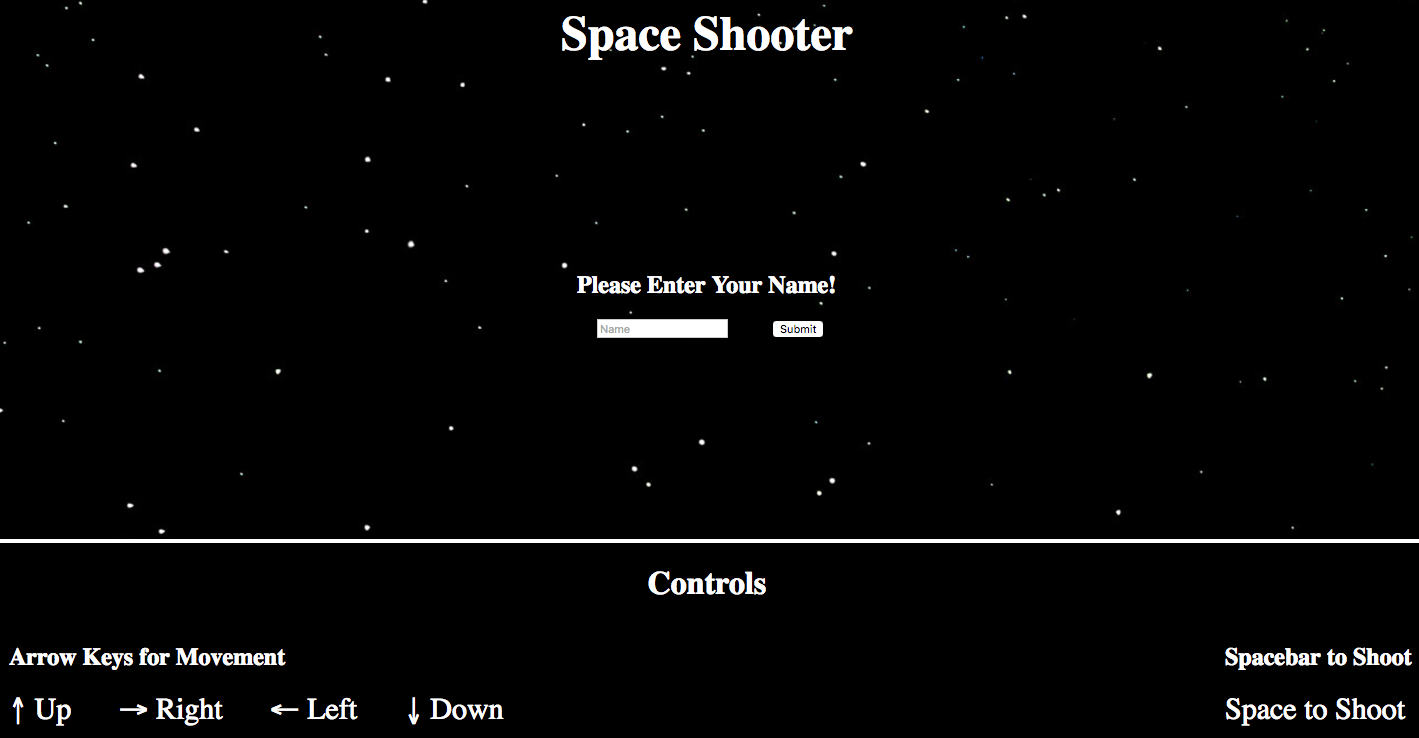 Space Shooter
Please Enter Your Name!
Name Submit
Controls
Arrow Keys for Movement Spacebar to Shoot
↑ Up → Right ← Left ↓ Down Space to Shoot